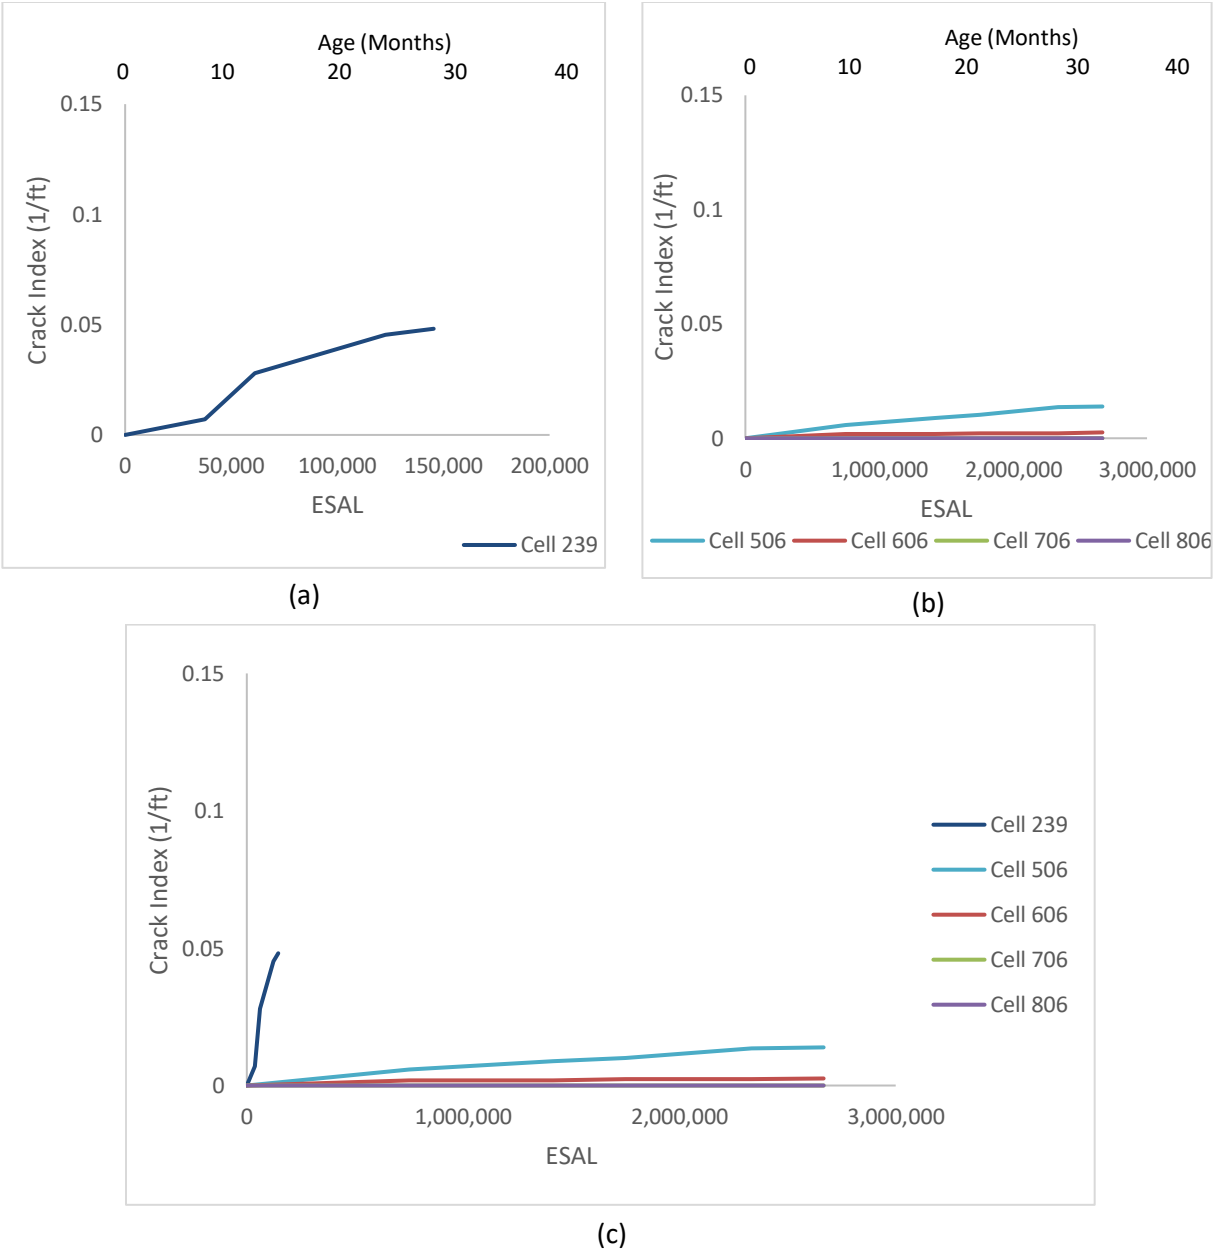 Age (Months)
0 10 20 30 40
0.15
0.1
0.05
0
Crack Index (1/ft)
0 50,000 100,000 150,000 200,000
ESAL
Cell 239
(a)
Age (Months)
0 10 20 30 40
0.15
0.1
0.05
0
Crack Index (1/ft)
0 1,000,000 2,000,000 3,000,000
ESAL
Cell 506 Cell 606 Cell 706 Cell 806
(b)
0.15
0.1
0.05
0
Crack Index (1/ft)
0 1,000,000 2,000,000 3,000,000
ESAL
Cell 239
Cell 506
Cell 606
Cell 706
Cell 806
(c)